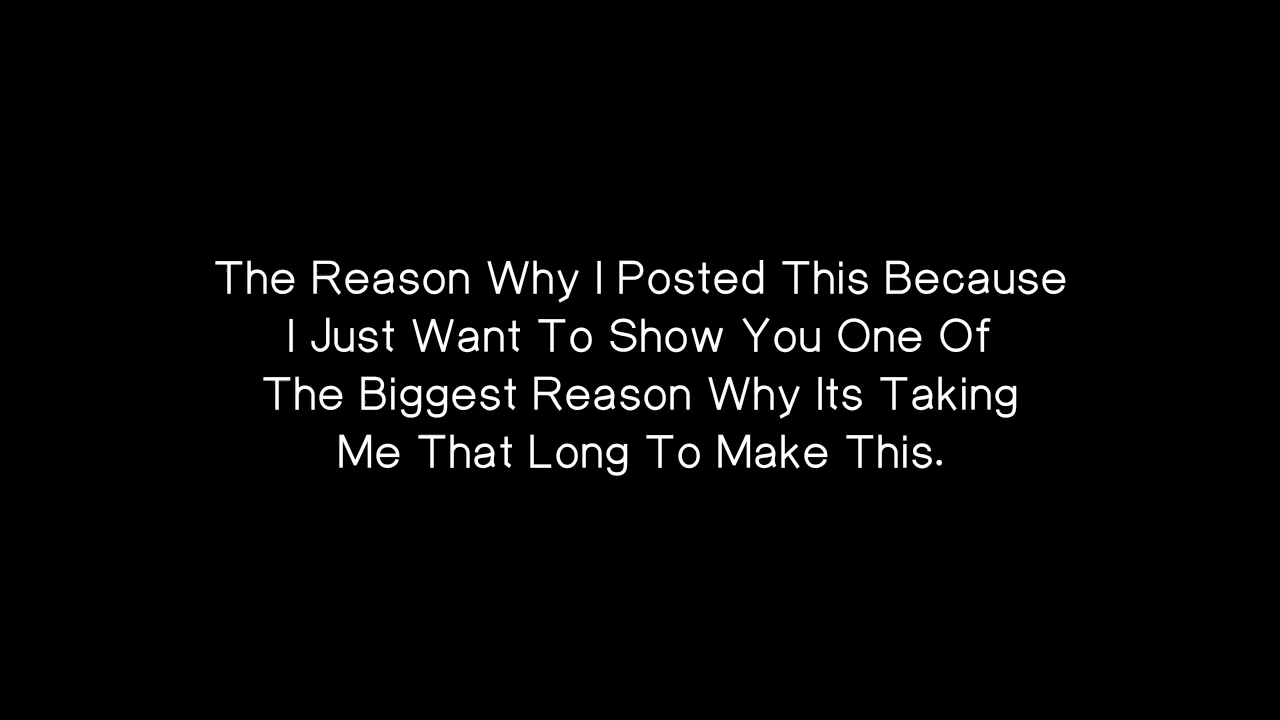 The Reason Why I Posted This Because
I Just Want To Show You One Of
The Biggest Reason Why Its Taking
Me That Long To Make This.